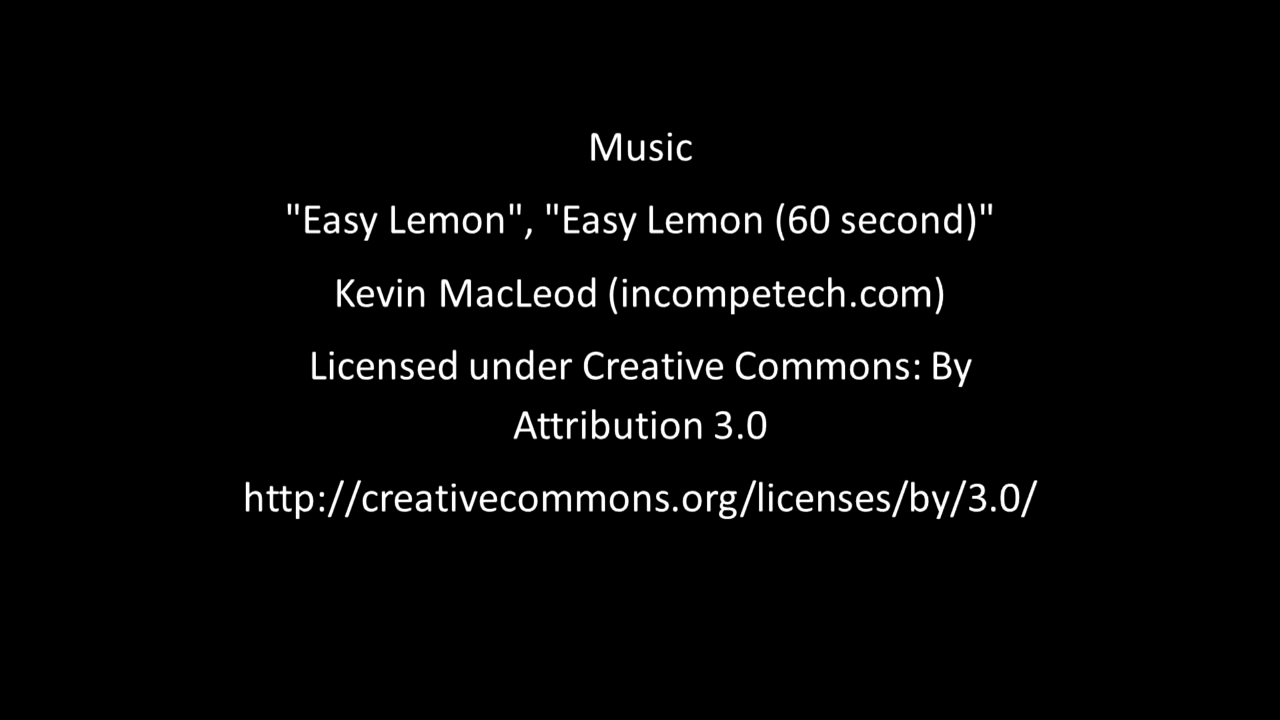 Music
"Easy Lemon", "Easy Lemon (60 second)"
Kevin MacLeod (incompetech.com)
Licensed under Creative Commons: By
Attribution 3.0
http://creativecommons.org/licenses/by/3.0/